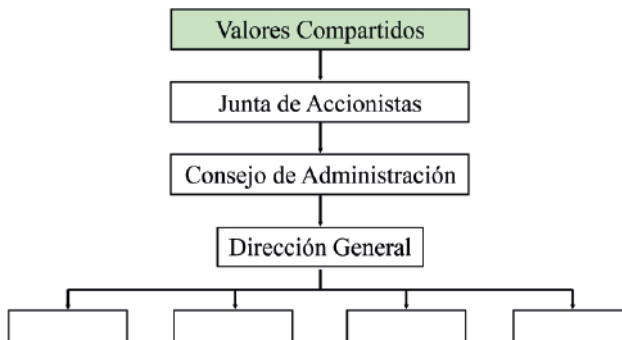 Valores Compartidos
Junta de Accionistas
Consejo de Administración
Dirección General